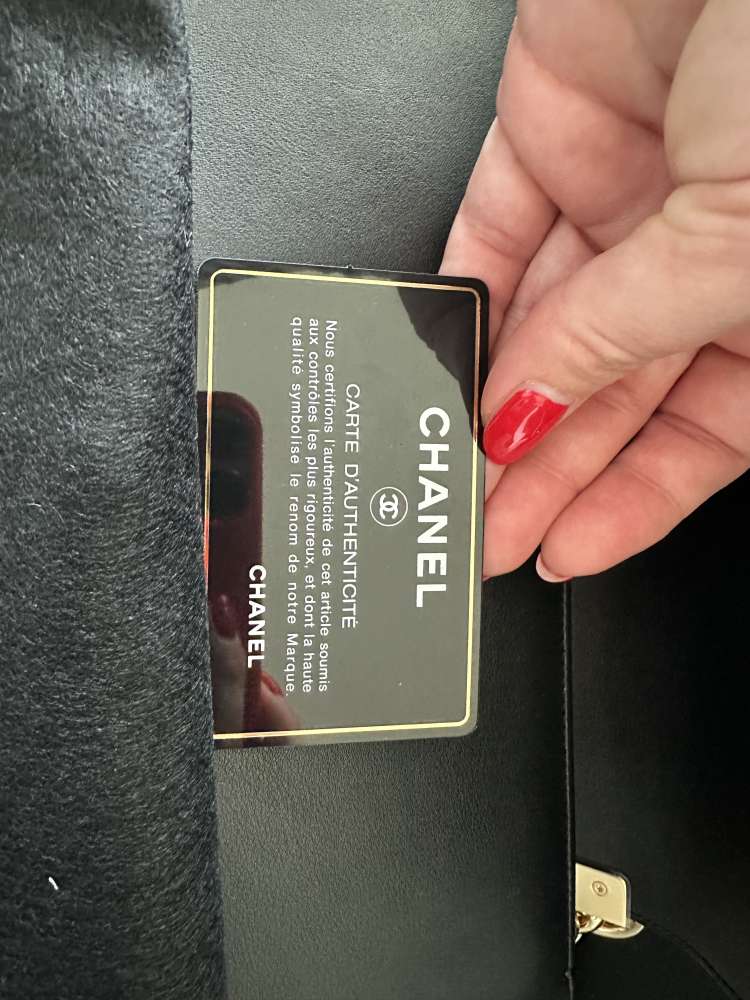 CHANEL
CARTE D'AUTHENTICITÉ
Nous certifions l'authenticité de cet article soumis
aux contrôles les plus rigoureux, et dont la haute
qualité symbolise le renom de notre Marque.
CHANEL